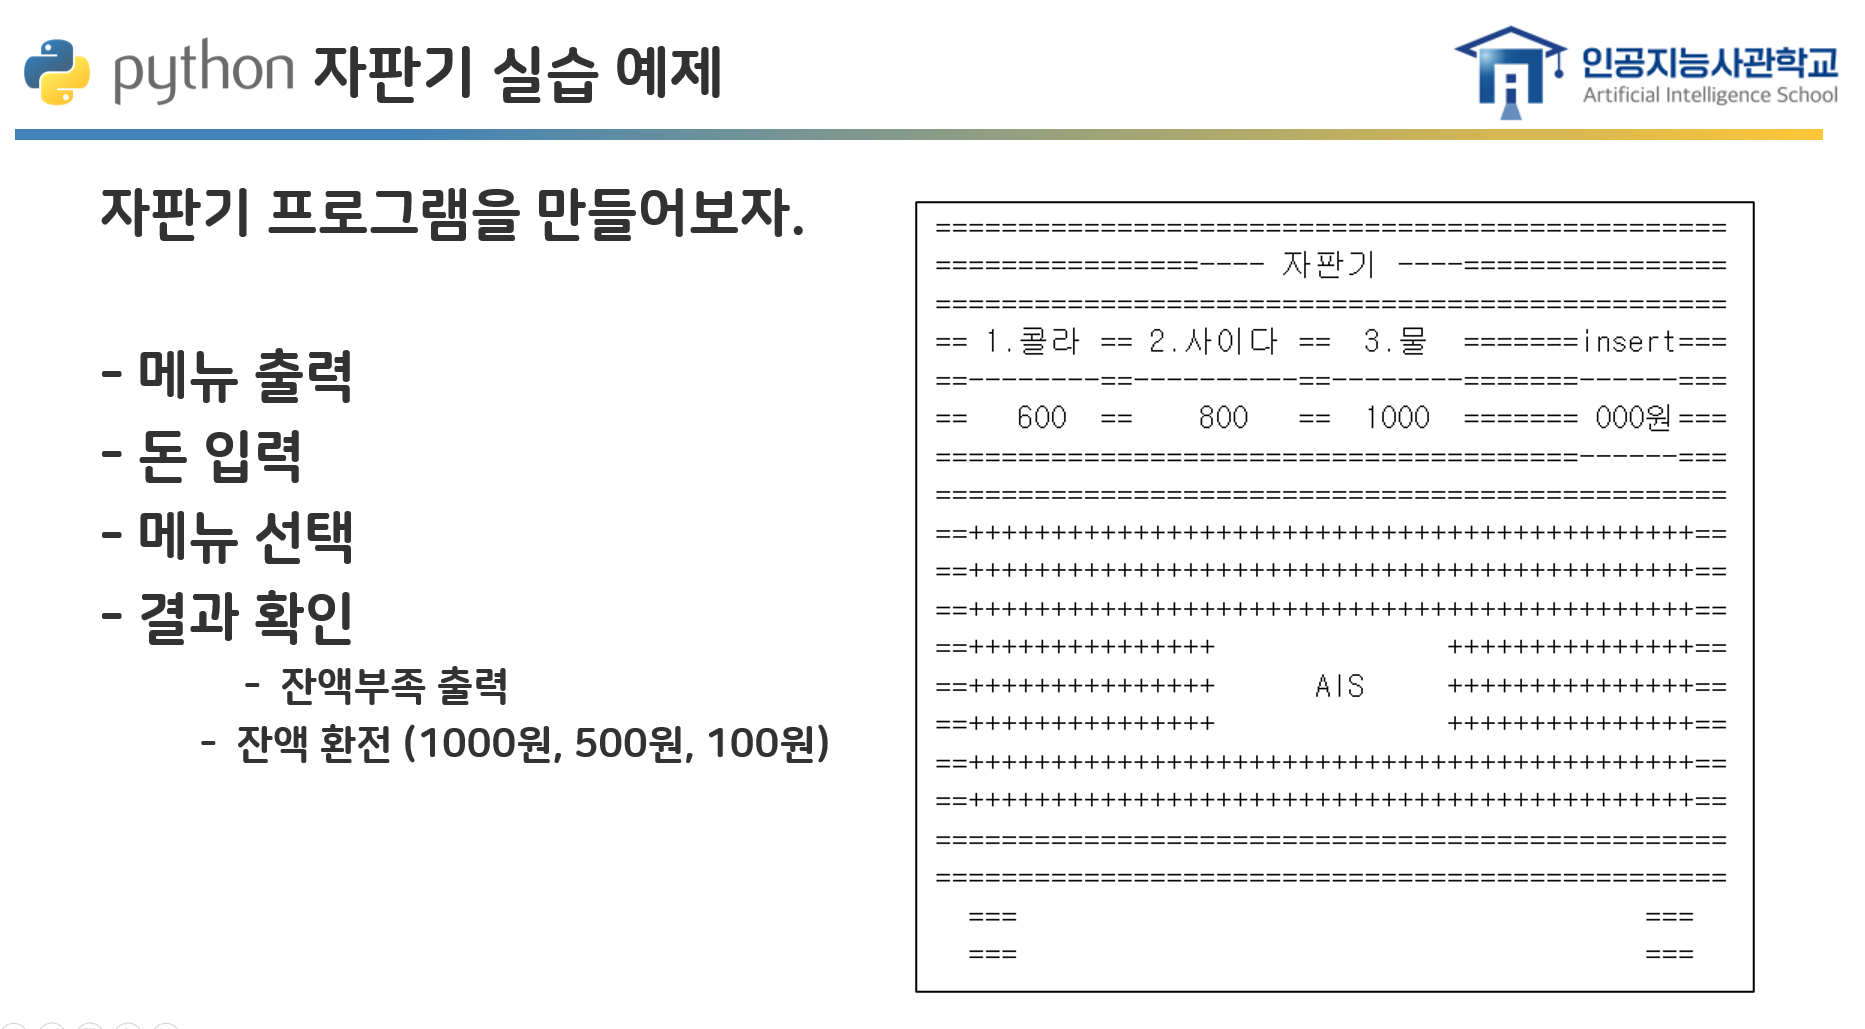 python 자판기 실습 예제
인공지능사관학교
Artificial Intelligence School
자판기 프로그램을 만들어보자.
- 메뉴 출력
- 돈 입력
- 메뉴 선택
- 결과 확인
- 잔액부족 출력
- 잔액 환전 (1000원, 500원, 100원)
================================================
================---- 자판기 ----================
================================================
== 1.콜라 == 2.사이다 ==  3.물  =======insert===
==--------==----------==--------=======------===
==   600  ==    800   ==  1000  ======= 000원===
=======================================------===
================================================
==++++++++++++++++++++++++++++++++++++++++++++==
==++++++++++++++++++++++++++++++++++++++++++++==
==++++++++++++++++++++++++++++++++++++++++++++==
==+++++++++++++++              +++++++++++++++==
==+++++++++++++++      AIS     +++++++++++++++==
==+++++++++++++++              +++++++++++++++==
==++++++++++++++++++++++++++++++++++++++++++++==
==++++++++++++++++++++++++++++++++++++++++++++==
================================================
================================================
  ===                                      ===
  ===                                      ===